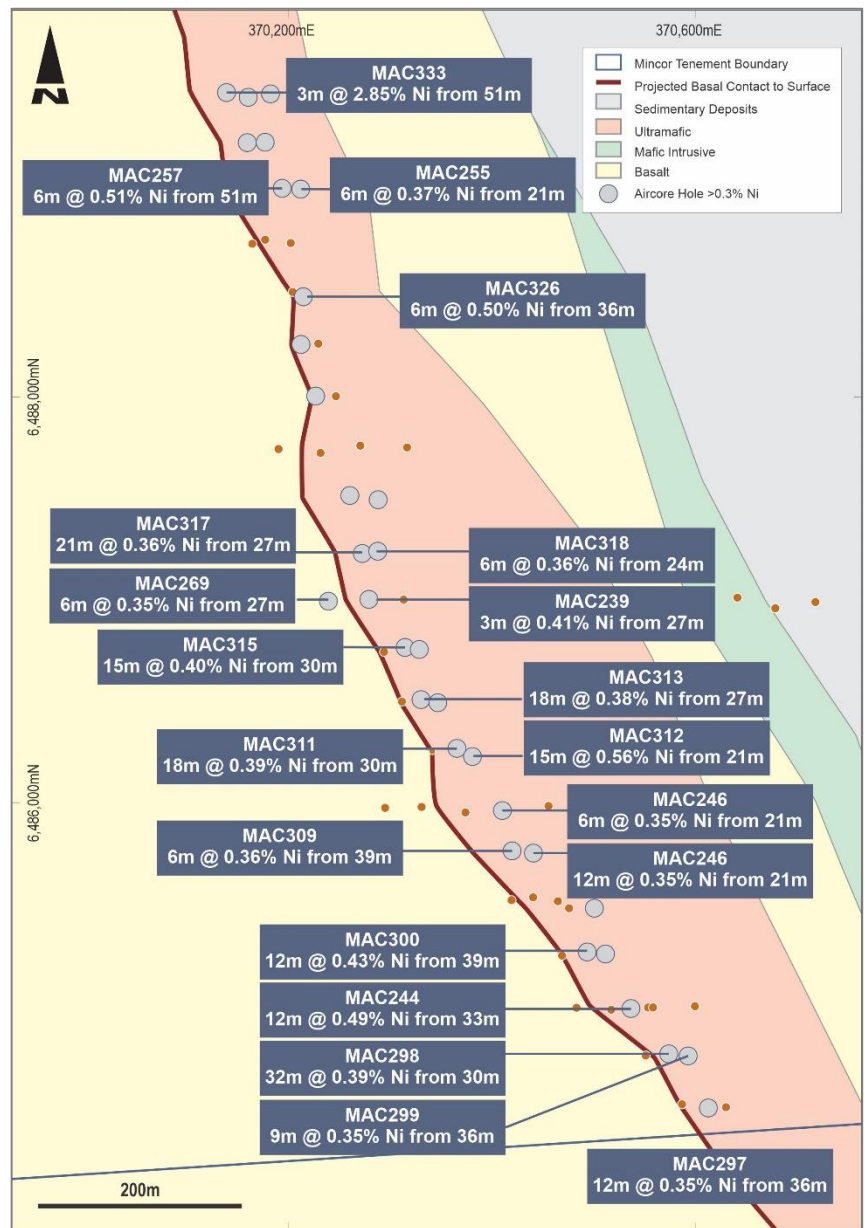 370,200mE
370,600mE
N
Mincor Tenement Boundary
Projected Basal Contact to Surface
Sedimentary Deposits
Ultramafic
Mafic Intrusive
Basalt
Aircore Hole >0.3% Ni
MAC333
3m @ 2.85% Ni from 51m
MAC257
6m @ 0.51% Ni from 51m
MAC255
6m @ 0.37% Ni from 21m
MAC326
6m @ 0.50% Ni from 36m
6,488,000mN
MAC317
21m @ 0.36% Ni from 27m
MAC318
6m @ 0.36% Ni from 24m
MAC269
6m @ 0.35% Ni from 27m
MAC239
3m @ 0.41% Ni from 27m
MAC315
15m @ 0.40% Ni from 30m
MAC313
18m @ 0.38% Ni from 27m
MAC311
18m @ 0.39% Ni from 30m
MAC312
15m @ 0.56% Ni from 21m
6,486,000mN
MAC246
6m @ 0.35% Ni from 21m
MAC309
6m @ 0.36% Ni from 39m
MAC246
12m @ 0.35% Ni from 21m
MAC300
12m @ 0.43% Ni from 39m
MAC244
12m @ 0.49% Ni from 33m
MAC298
32m @ 0.39% Ni from 30m
MAC299
9m @ 0.35% Ni from 36m
MAC297
12m @ 0.35% Ni from 36m
200m